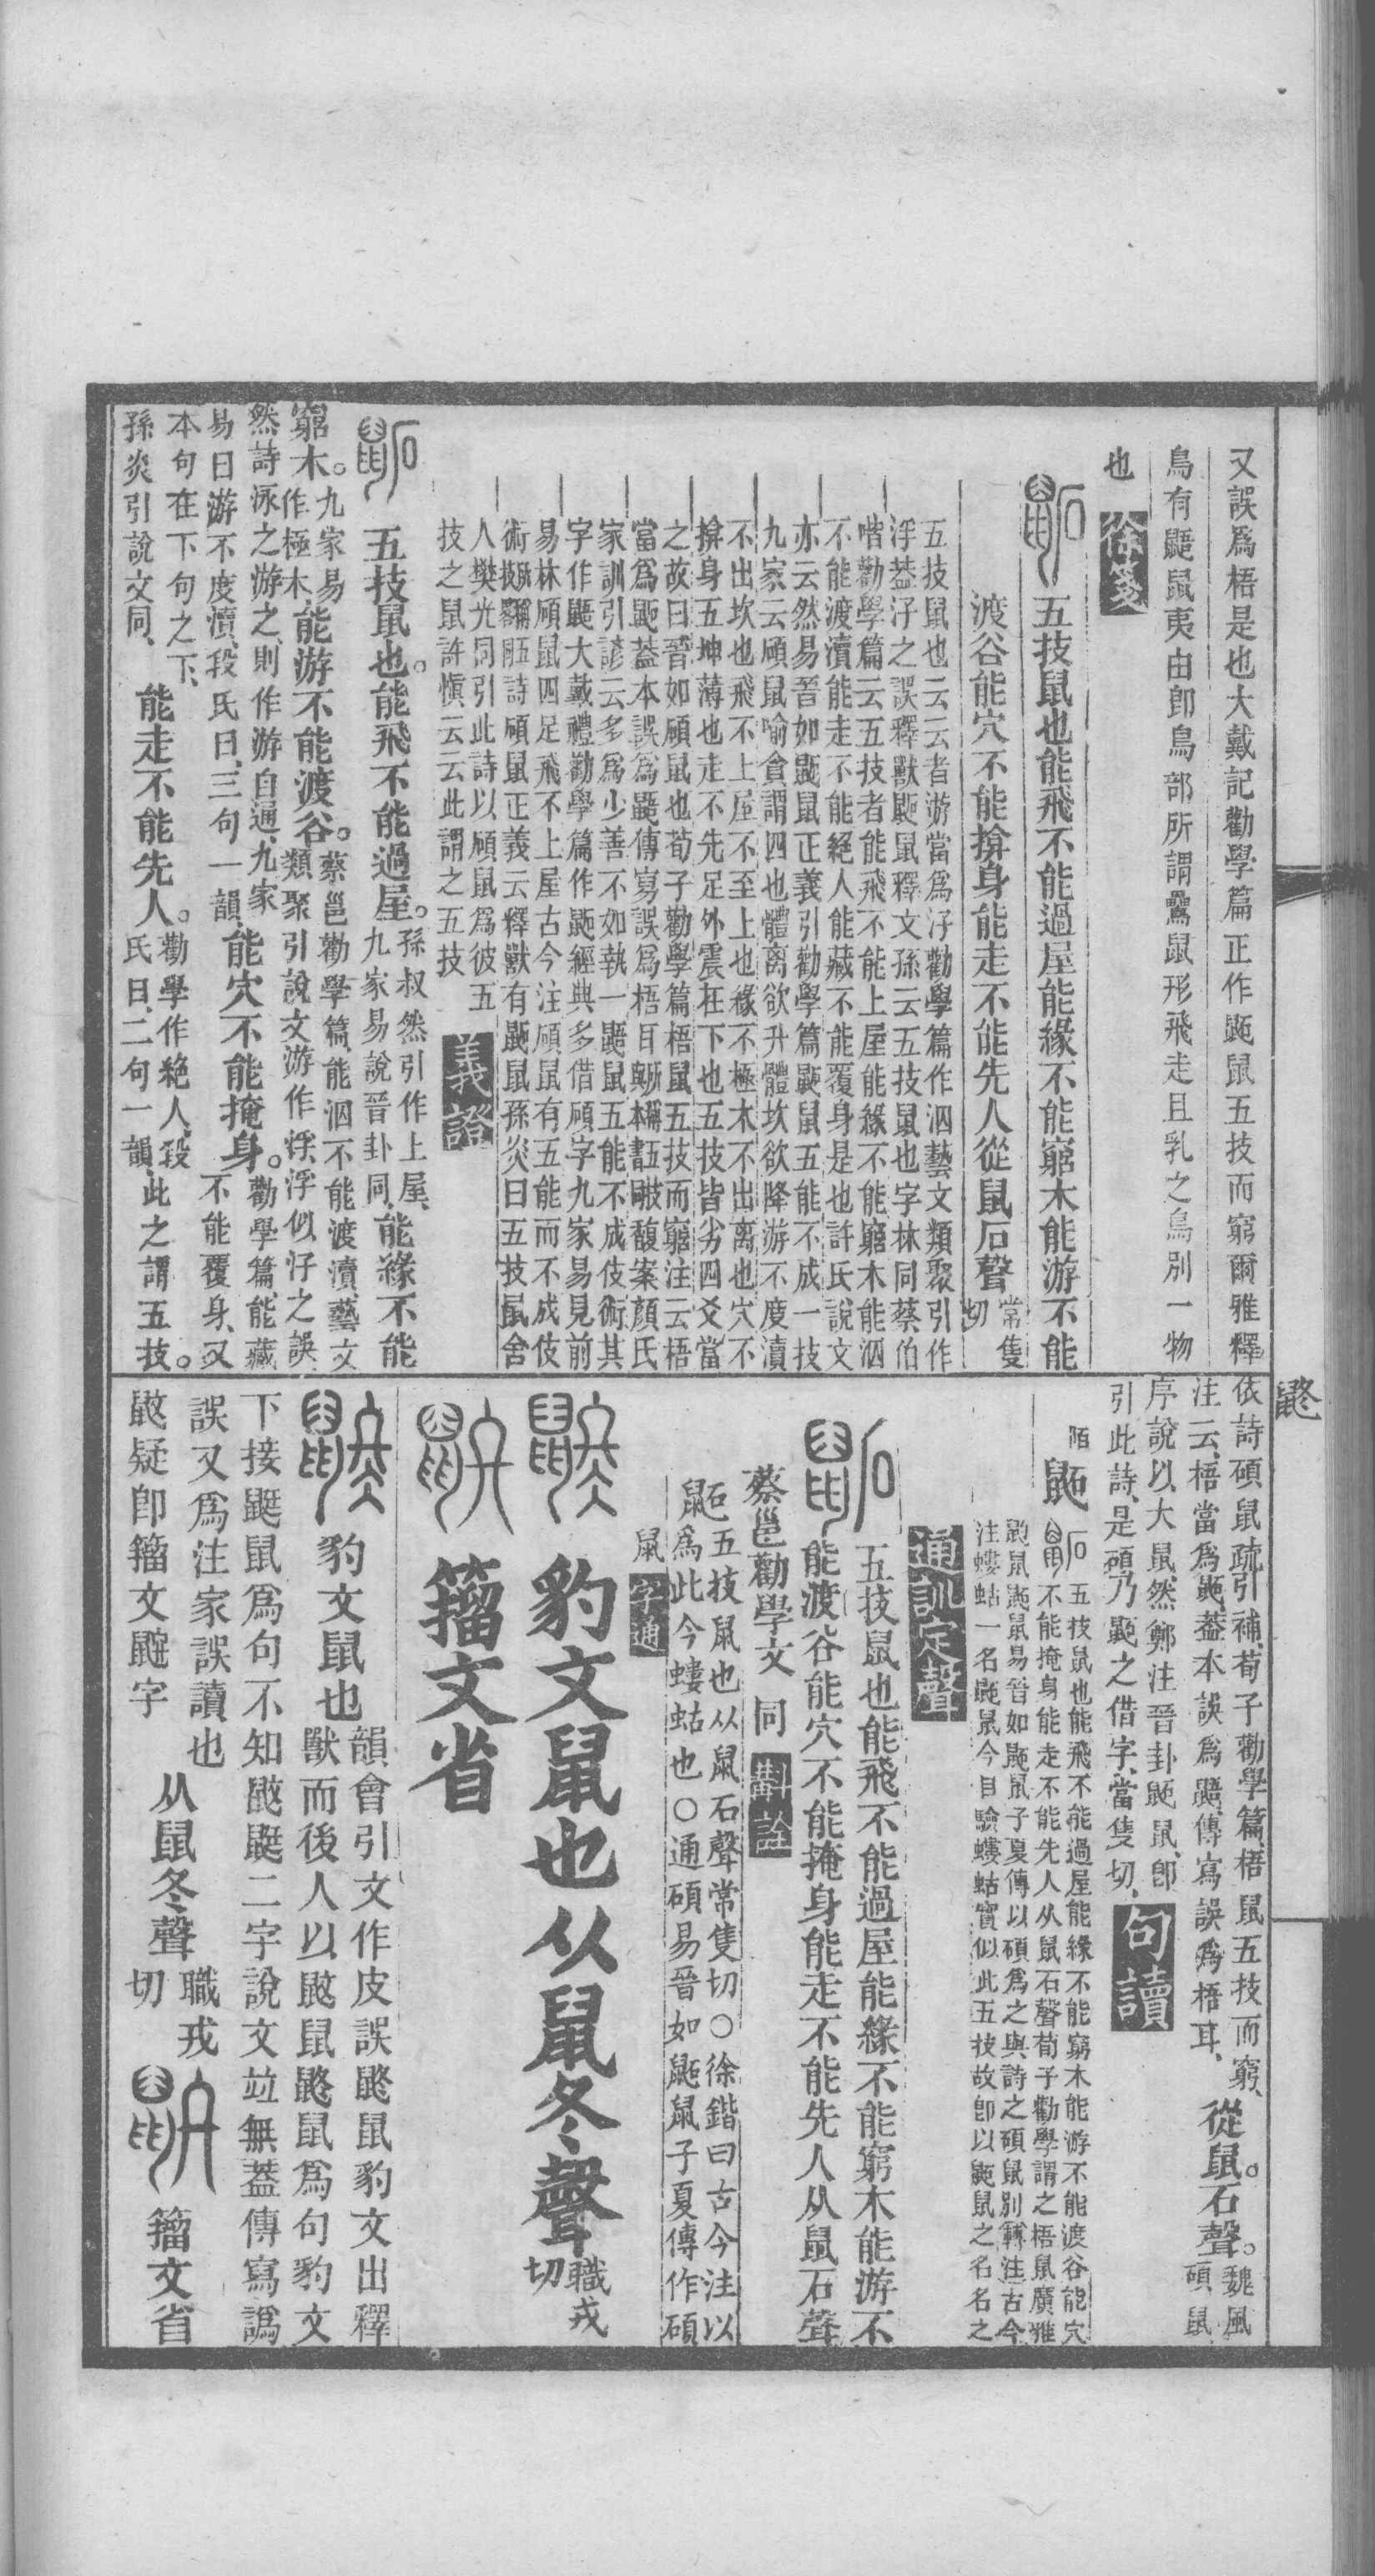 又誤爲梧是也大戴記勸學篇正作鼫鼠五技而窮爾雅釋
鳥有鼯鼠夷由卽鳥部所謂鸓鼠形飛走且乳之鳥別一物
也 徐箋
五技鼠也能飛不能過屋能緣不能窮木能游不能
渡谷能穴不能揜身能走不能先人從鼠石聲 常隻
切
五技鼠也云云者游當爲汓勸學篇作泅藝文類聚引作
浮葢汓之誤釋獸鼫鼠釋文孫云五技鼠也字林同蔡伯
喈勸學篇云五技者能飛不能上屋能緣不能窮木能泅
不能渡瀆能走不能絕人能藏不能覆身是也許氏說文
亦云然易晉如鼫鼠正義引勸學篇鼫鼠五能不成一技
九家云碩鼠喻貪謂四也體离欲升體坎欲降游不度瀆
不出坎也飛不上屋不至上也緣不極木不出离也穴不
揜身五坤薄也走不先足外震在下也五技皆劣四爻當
之故曰晉如碩鼠也荀子勸學篇梧鼠五技而窮注云梧
當爲鼫葢本誤爲鼯傳寫誤爲梧耳馥案顏氏
家訓引諺云多爲少善不如執一鼯鼠五能不成伎術其
字作鼯大戴禮勸學篇作鼫經典多借碩字九家易見前
易林碩鼠四足飛不上屋古今注碩鼠有五能而不成伎
術詩碩鼠正義云釋獸有鼫鼠孫炎曰五技鼠舍
人樊光同引此詩以碩鼠爲彼五
技之鼠許愼云云此謂之五技 義證
五技鼠也。能飛不能過屋。 孫叔然引作上屋、
九家易說晉卦同、 能緣不能
窮木。 九家易
作極木 能游不能渡谷。 蔡邕勸學篇、能泅不能渡瀆、藝文
類聚引說文游作浮、浮似汓之誤、
然詩泳之游之、則作游自通、九家
易曰游不度瀆、段氏曰、三句一韻、 能穴不能掩身。 勸學篇、能藏
不能覆身、又
本句在下句之下、
孫炎引說文同、 能走不能先人。 勸學作絕人、段
氏曰、二句一韻、 此之謂五技。
依詩碩鼠疏引補、荀子勸學篇、梧鼠五技而窮、
注云、梧當爲鼫、葢本誤爲鼯、傳寫誤爲梧耳、 從鼠。石聲。 魏風
碩鼠
序說以大鼠、然鄭注晉卦鼫鼠、卽
引此詩、是碩乃鼫之借字、當隻切、 句讀
陌 鼫 五技鼠也能飛不能過屋能緣不能窮木能游不能渡谷能穴
不能掩身能走不能先人从鼠石聲荀子勸學謂之梧鼠廣雅
鼫鼠鼫鼠易晉如鼫鼠子夏傳以碩爲之與詩之碩鼠別注古今
注螻蛄一名鼫鼠今目驗螻蛄實似此五技故卽以鼫鼠之名名之
通訓定聲
五技鼠也能飛不能過屋能緣不能窮木能游不
能渡谷能穴不能掩身能走不能先人从鼠石聲
蔡邕勸學文同 斠詮
鼫 五技鼠也从鼠石聲常隻切〇徐鍇曰古今注以
鼫爲此今螻蛄也〇通碩易晉如鼫鼠子夏傳作碩
鼠 字通
豹文鼠也从鼠冬聲 職戎
切
籀文省
豹文鼠也 韻會引文作皮誤鼨鼠豹文出釋
獸而後人以鼨鼠爲句豹文
下接鼮鼠爲句不知鼨鼮二字說文竝無葢傳寫譌
誤又爲注家誤讀也
疑卽籀文字 从鼠冬聲 職戎
切 籀文省
鼨